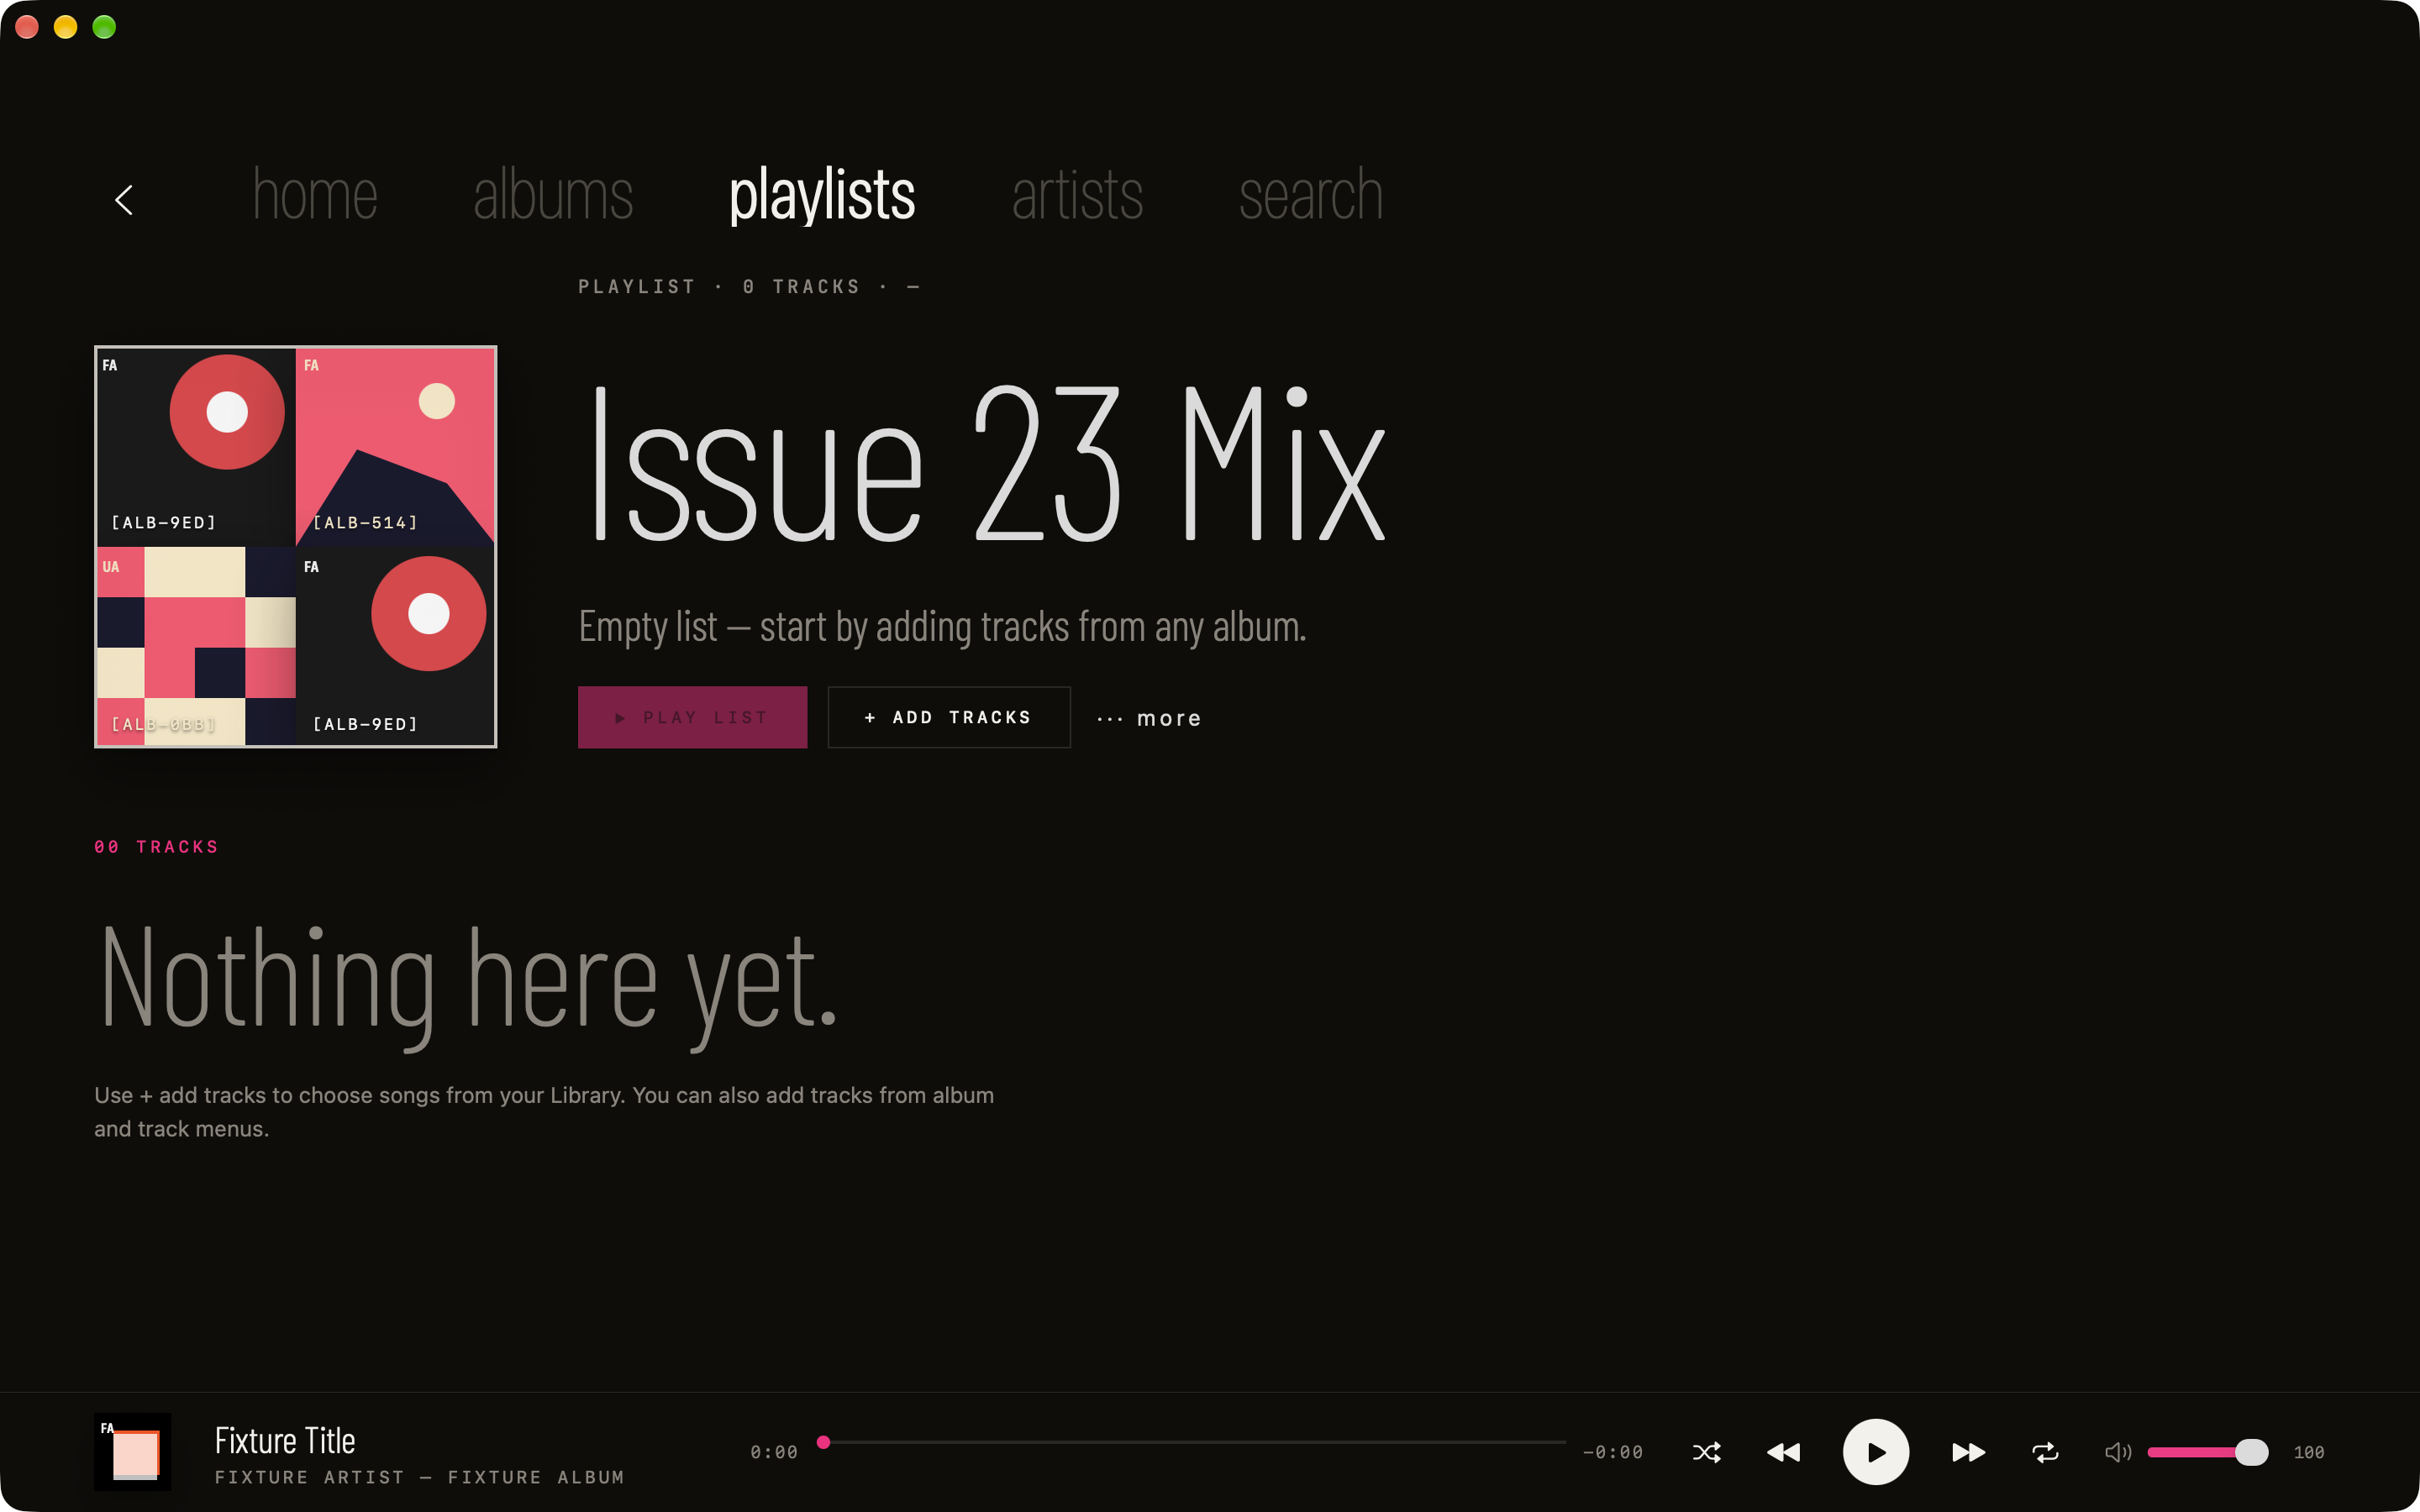 home albums playlists artists search
PLAYLIST · 0 TRACKS · —
FA
FA
[ALB-9ED]
[ALB-514]
UA
FA
[ALB-0BB]
[ALB-9ED]
Issue 23 Mix
Empty list — start by adding tracks from any album.
PLAY LIST
+ ADD TRACKS
··· more
00 TRACKS
Nothing here yet.
Use + add tracks to choose songs from your Library. You can also add tracks from album
and track menus.
FA
Fixture Title
FIXTURE ARTIST — FIXTURE ALBUM
0:00
-0:00
100